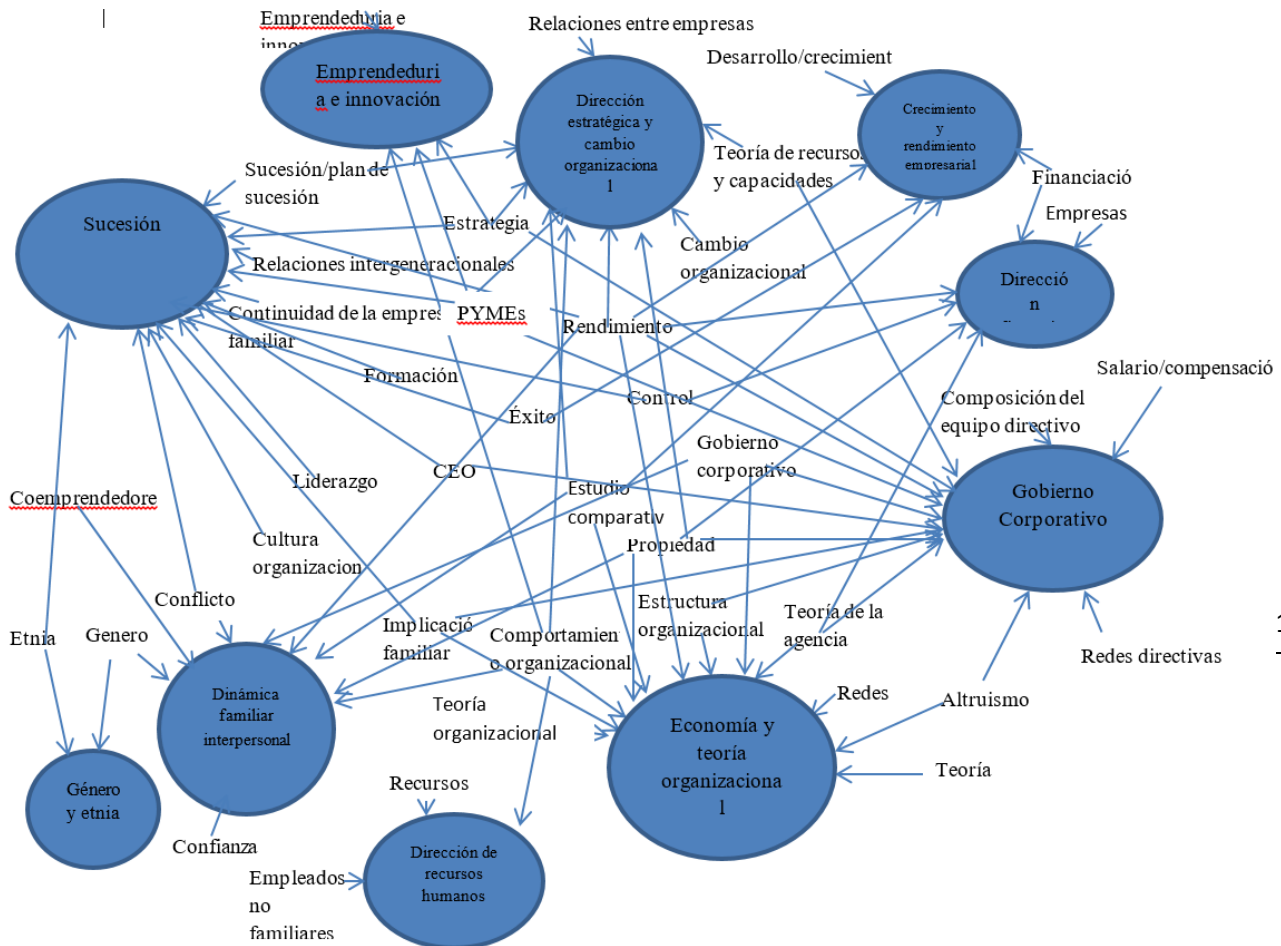 Emprendeduria e
Emprendeduri
a e innovación
Relaciones entre empresas
Desarrollo/crecimient
Dirección
estratégica y
cambio
organizaciona
l
Crecimiento
y
rendimiento
empresarial
Teoría de recursos
y capacidades
Financiació
Empresas
Sucesión/plan de
sucesión
Sucesión
Estrategia
Cambio
organizacional
Relaciones intergeneracionales
Direcció
n
Continuidad de la empres
familiar
PYMEs
Rendimiento
Formación
Control
Salario/compensació
Éxito
Composición del
equipo directivo
Gobierno
corporativo
Liderazgo
CEO
Estudio
comparativ
Coemprendedore
Gobierno
Corporativo
Cultura
organizacion
Propiedad
Conflicto
Etnia
Genero
Implicació
familiar
Comportamien
o organizacional
Estructura
organizacional
Teoría de la
agencia
Redes directivas
1
Dinámica
familiar
interpersonal
Teoría
organizacional
Economía y
teoría
organizaciona
l
Redes
Altruismo
Teoría
Género
y etnia
Recursos
Confianza
Dirección de
recursos
humanos
Empleados
no
familiares